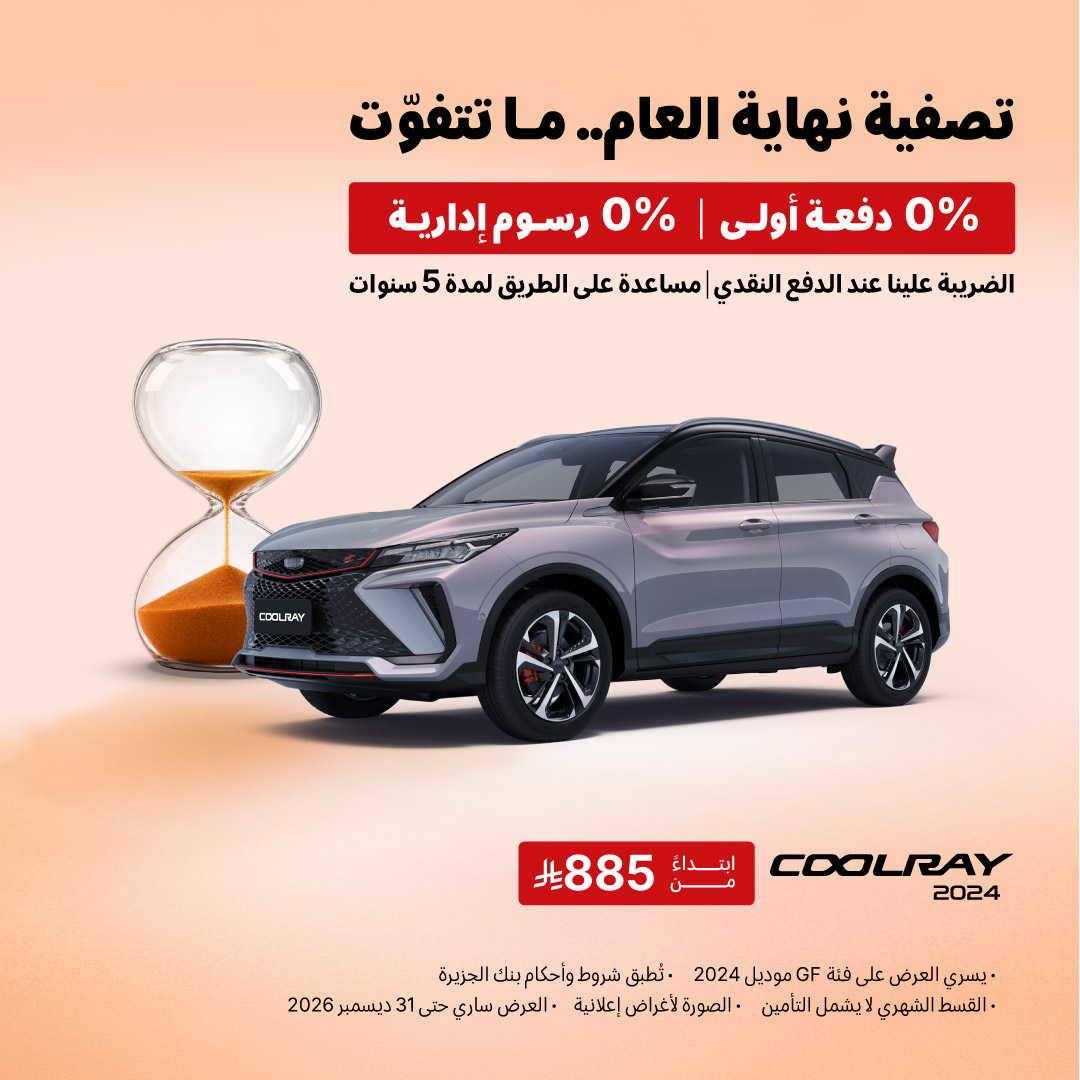 تصفية نهاية العام.. ما تتفوّت
0% دفعة أولى | 0% رسوم إدارية
الضريبة علينا عند الدفع النقدي | مساعدة على الطريق لمدة 5 سنوات
COOLRAY
ابتداءً من 885 ⃁
COOLRAY
2024
• يسري العرض على فئة GF موديل 2024 • تُطبق شروط وأحكام بنك الجزيرة
• القسط الشهري لا يشمل التأمين • الصورة لأغراض إعلانية • العرض ساري حتى 31 ديسمبر 2026